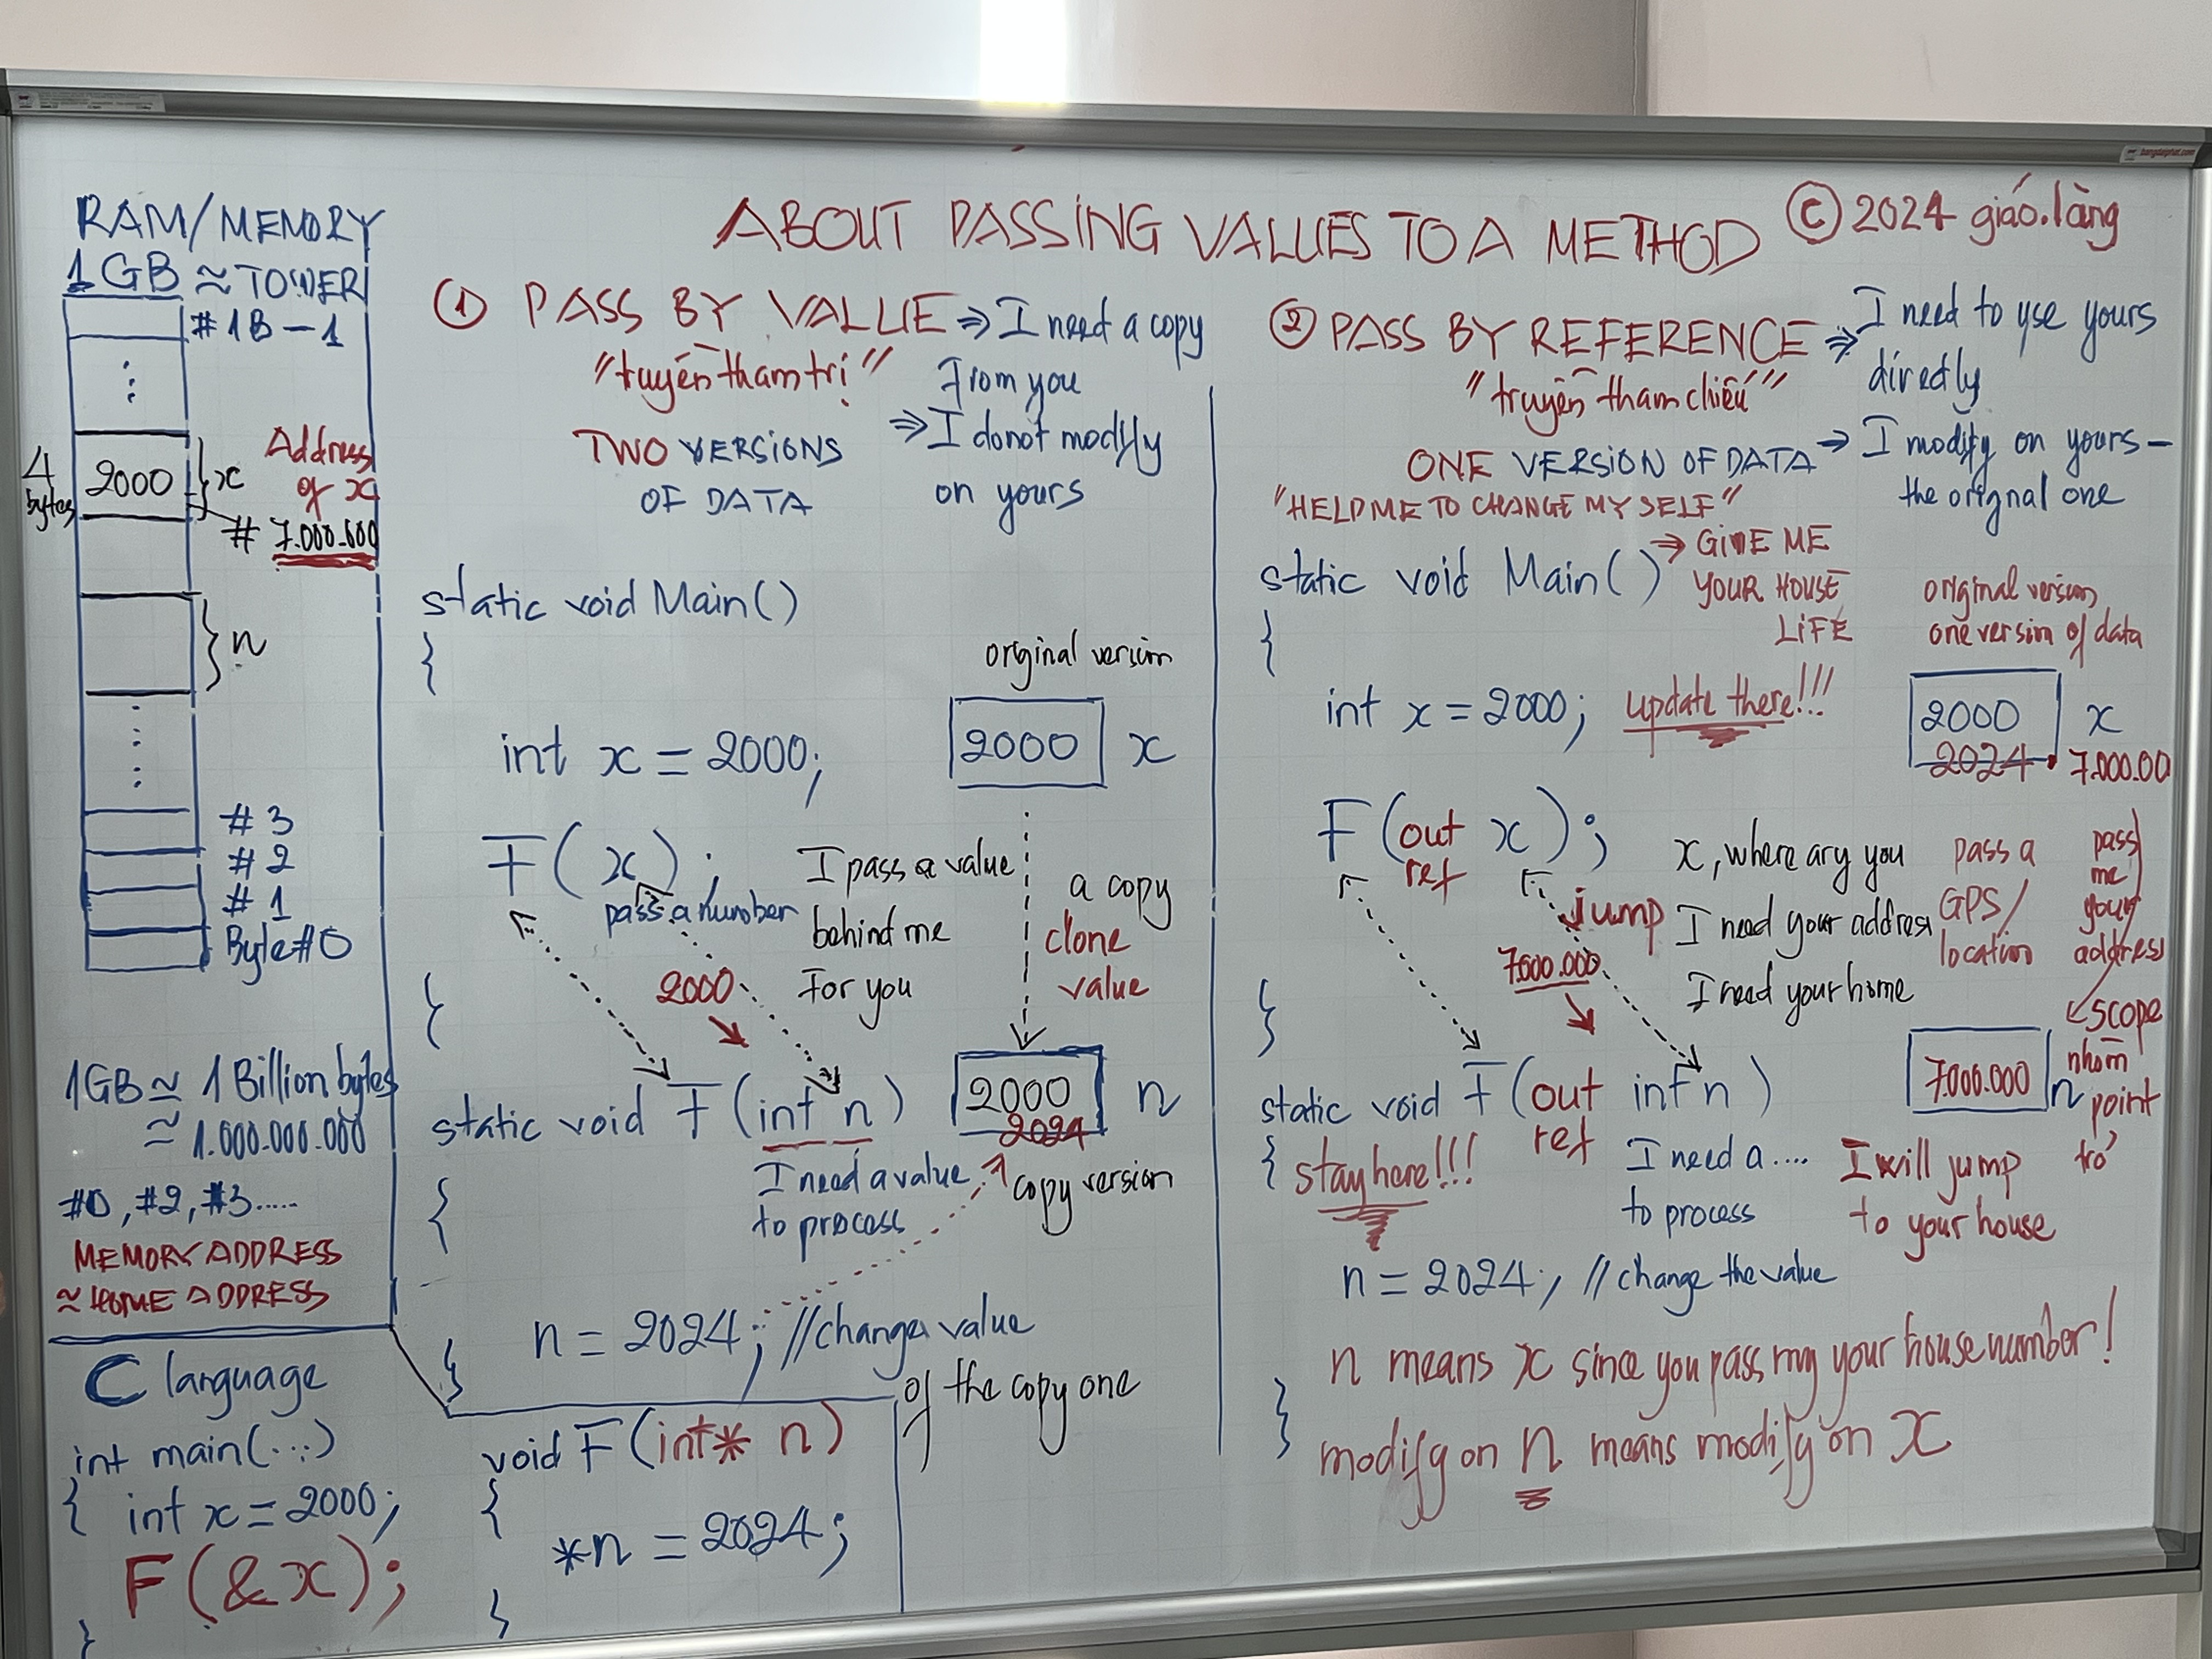 ABOUT PASSING VALUES TO A METHOD
© 2024 giáo.làng
RAM/MEMORY
1GB ≈ TOWER
# 1B - 1
⋮
4 bytes
2000
} x
Address
of x
# 7.000.000
} n
# 3
# 2
# 1
Byte #0
1GB ≃ 1 Billion bytes
≃ 1.000.000.000
#0, #2, #3.....
MEMORY ADDRESS
≈ HOME ADDRESS
① PASS BY VALUE ⇒ I need a copy
"truyền tham trị" from you
TWO VERSIONS ⇒ I donot modify
OF DATA on yours
static void Main()
{
original version
int x = 2000;
2000 x
F(x);
pass a number
I pass a value
behind me
For you
a copy
clone
value
2000
}
static void F(int n)
2000 n
2024
{
I need a value
to process
copy version
n = 2024; //change value
of the copy one
}
② PASS BY REFERENCE ⇒ I need to use yours
directly
"truyền tham chiếu"
ONE VERSION OF DATA ⇒ I modify on yours -
the orignal one
"HELP ME TO CHANGE MY SELF"
static void Main() ⇒ GIVE ME
YOUR HOUSE
LIFE
original version
one version of data
{
int x = 2000; update there!!!
2000 x
2024 7.000.00
F(out x);
ref
jump
7.000.000
x, where ary you
I need your address
I need your home
pass a
GPS/
location
pass
me
your
address
}
scope
nhòm
point
trỏ
static void F(out int n)
ref
7.000.000 n
{ stay here!!!
I need a ....
to process
I will jump
to your house
n = 2024; //change the value
n means x since you pass my your house number!
}
modify on n means modify on x
C language
int main(...)
{ int x = 2000;
F(&x);
}
void F(int* n)
{
*n = 2024;
}